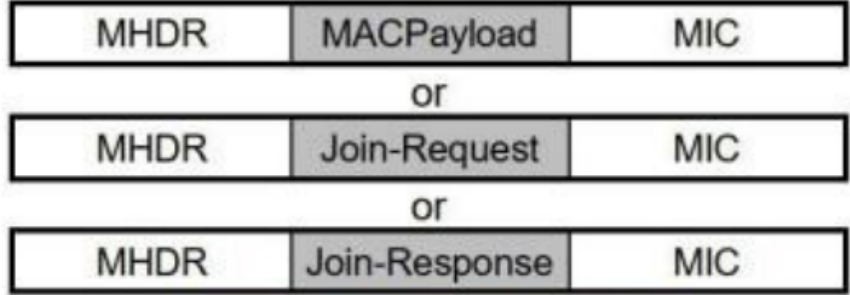 MHDR MACPayload MIC
or
MHDR Join-Request MIC
or
MHDR Join-Response MIC